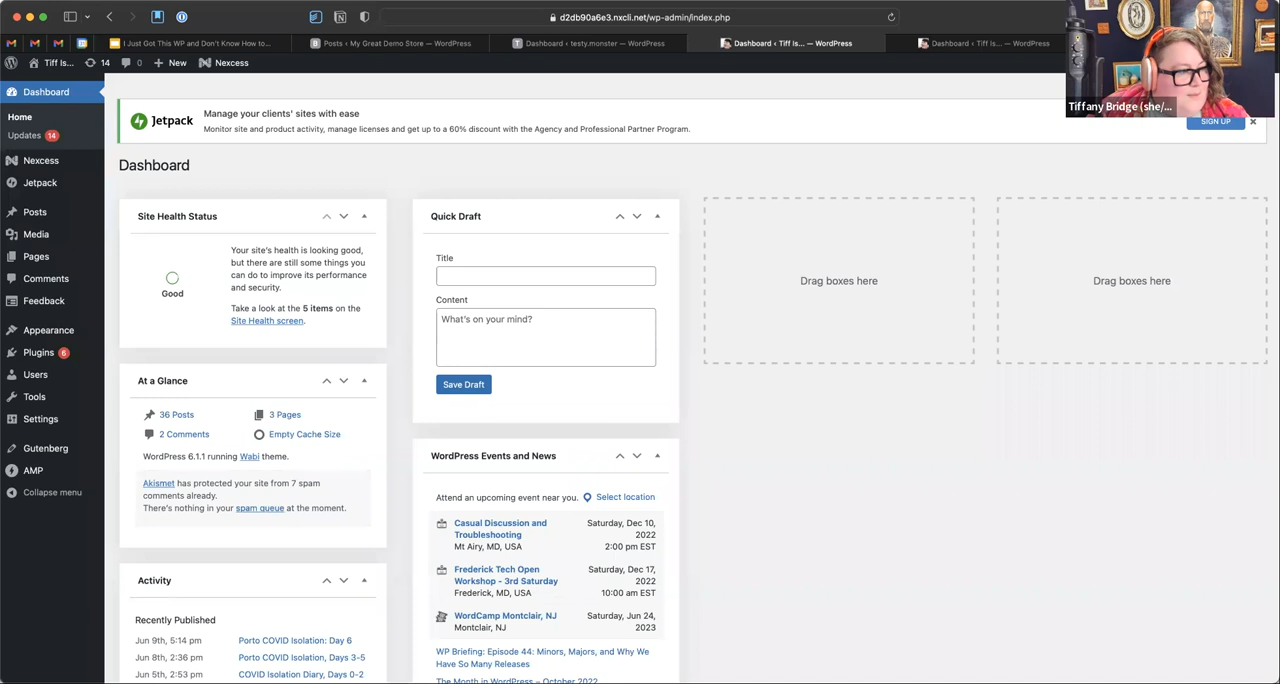 d2db90a6e3.nxcli.net/wp-admin/index.php
I Just Got This WP and Don't Know How to...
Posts ‹ My Great Demo Store — WordPress
Dashboard ‹ testy.monster — WordPress
Dashboard ‹ Tiff Is... — WordPress
Dashboard ‹ Tiff Is... — WordPress
Tiff Is...
14
0
New
Nexcess
Tiffany Bridge (she/...
Dashboard
Home
Updates 14
Nexcess
Jetpack
Posts
Media
Pages
Comments
Feedback
Appearance
Plugins 6
Users
Tools
Settings
Gutenberg
AMP
Collapse menu
Jetpack
Manage your clients' sites with ease
Monitor site and product activity, manage licenses and get up to a 60% discount with the Agency and Professional Partner Program.
SIGN UP
Dashboard
Site Health Status
Good
Your site's health is looking good,
but there are still some things you
can do to improve its performance
and security.
Take a look at the 5 items on the
Site Health screen.
At a Glance
36 Posts
3 Pages
2 Comments
Empty Cache Size
WordPress 6.1.1 running Wabi theme.
Akismet has protected your site from 7 spam
comments already.
There's nothing in your spam queue at the moment.
Activity
Recently Published
Jun 9th, 5:14 pm
Porto COVID Isolation: Day 6
Jun 8th, 2:36 pm
Porto COVID Isolation, Days 3-5
Jun 5th, 2:53 pm
COVID Isolation Diary, Days 0-2
Quick Draft
Title
Content
What's on your mind?
Save Draft
WordPress Events and News
Attend an upcoming event near you.
Select location
Casual Discussion and
Troubleshooting
Mt Airy, MD, USA
Saturday, Dec 10,
2022
2:00 pm EST
Frederick Tech Open
Workshop - 3rd Saturday
Frederick, MD, USA
Saturday, Dec 17,
2022
10:00 am EST
WordCamp Montclair, NJ
Montclair, NJ
Saturday, Jun 24,
2023
WP Briefing: Episode 44: Minors, Majors, and Why We
Have So Many Releases
The Month in WordPress – October 2022
Drag boxes here
Drag boxes here